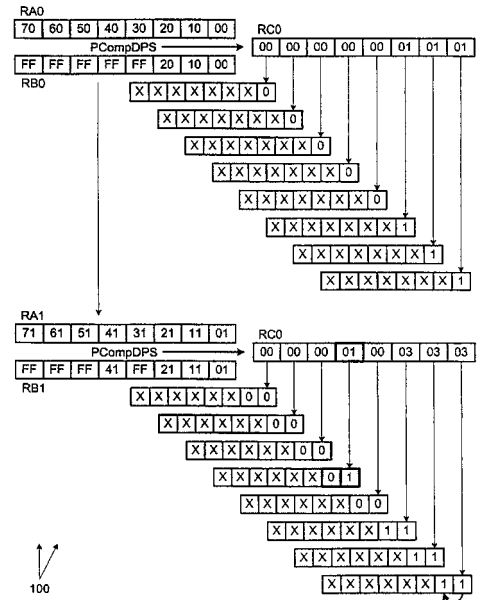 RA0
70 60 50 40 30 20 10 00
PCompDPS
FF FF FF FF FF 20 10 00
RB0
RC0
00 00 00 00 00 01 01 01
X X X X X X X 0
X X X X X X X 0
X X X X X X X 0
X X X X X X X 0
X X X X X X X 0
X X X X X X X 1
X X X X X X X 1
X X X X X X X 1
RA1
71 61 51 41 31 21 11 01
PCompDPS
FF FF FF 41 FF 21 11 01
RB1
RC0
00 00 00 01 00 03 03 03
X X X X X X 0 0
X X X X X X 0 0
X X X X X X 0 0
X X X X X X 0 1
X X X X X X 0 0
X X X X X X 1 1
X X X X X X 1 1
X X X X X X 1 1
100